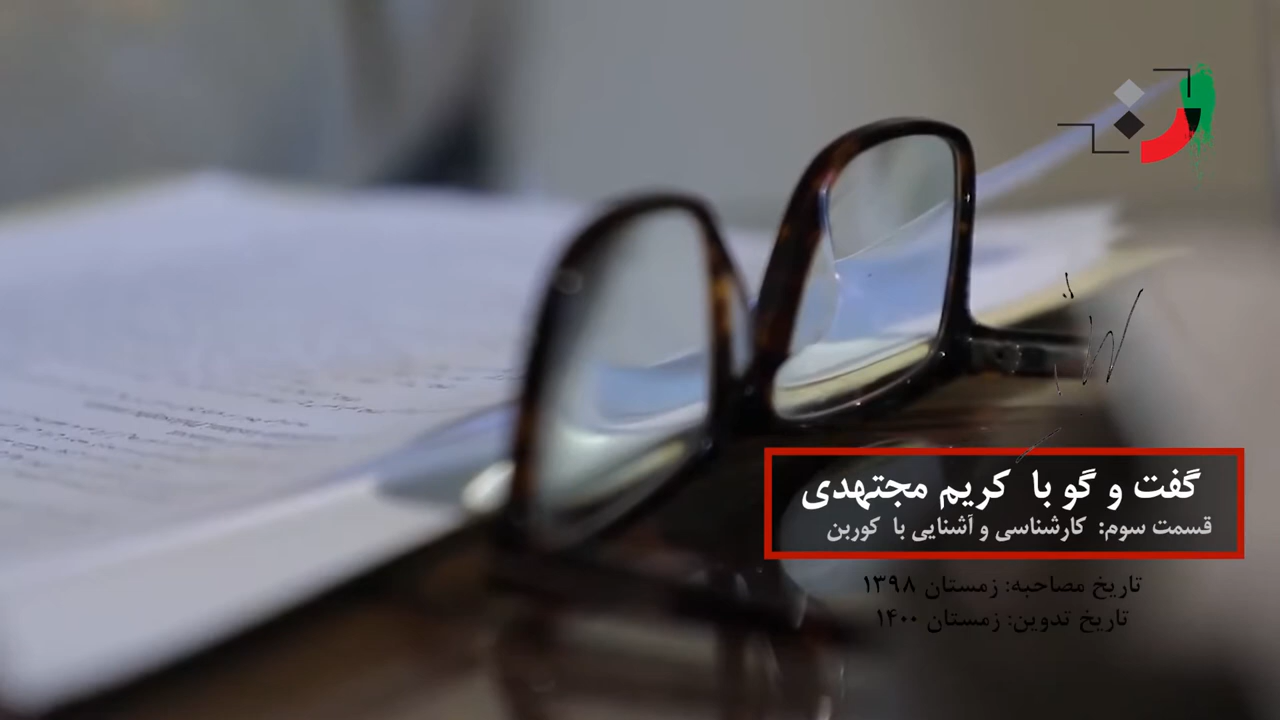 گفت و گو با کریم مجتهدی
قسمت سوم: کارشناسی و آشنایی با کوربن
تاریخ مصاحبه: زمستان ۱۳۹۸
تاریخ تدوین: زمستان ۱۴۰۰